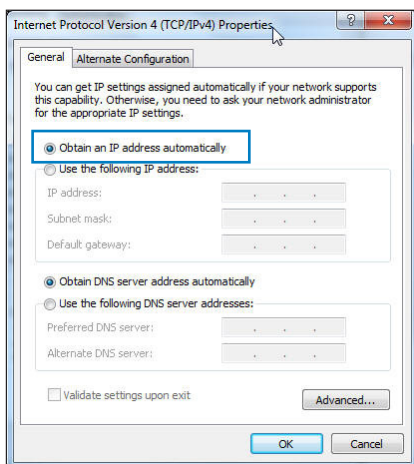 Internet Protocol Version 4 (TCP/IPv4) Properties
General
Alternate Configuration
You can get IP settings assigned automatically if your network supports
this capability. Otherwise, you need to ask your network administrator
for the appropriate IP settings.
Obtain an IP address automatically
Use the following IP address:
IP address:
Subnet mask:
Default gateway:
Obtain DNS server address automatically
Use the following DNS server addresses:
Preferred DNS server:
Alternate DNS server:
Validate settings upon exit
Advanced...
OK
Cancel